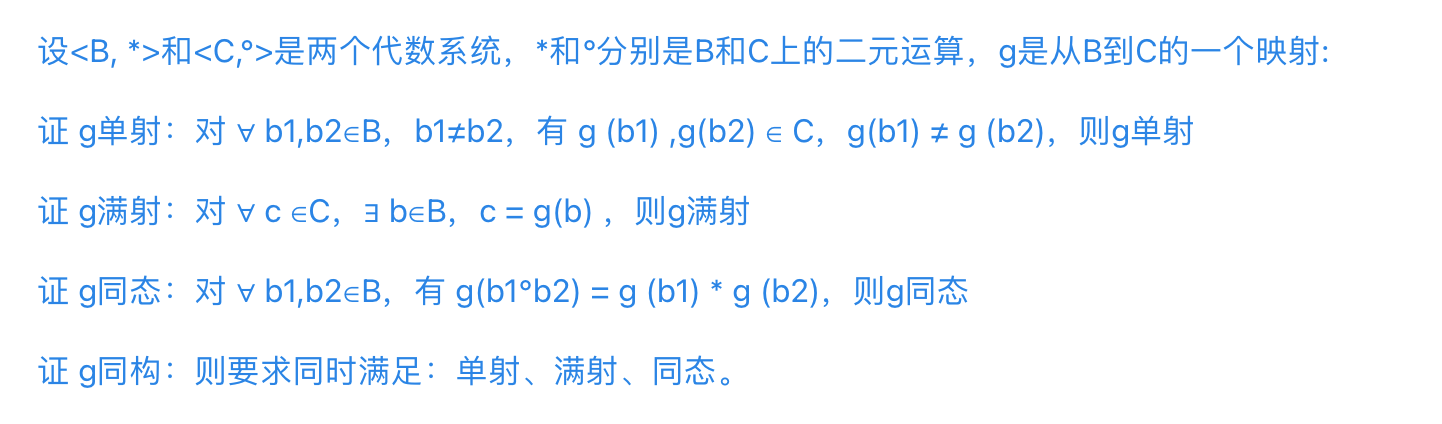 设<B, *>和<C,°>是两个代数系统，*和°分别是B和C上的二元运算，g是从B到C的一个映射:
证 g单射：对 ∀ b1,b2∈B，b1≠b2，有 g (b1) ,g(b2) ∈ C，g(b1) ≠ g (b2)，则g单射
证 g满射：对 ∀ c ∈C，∃ b∈B，c = g(b) ，则g满射
证 g同态：对 ∀ b1,b2∈B，有 g(b1°b2) = g (b1) * g (b2)，则g同态
证 g同构：则要求同时满足：单射、满射、同态。